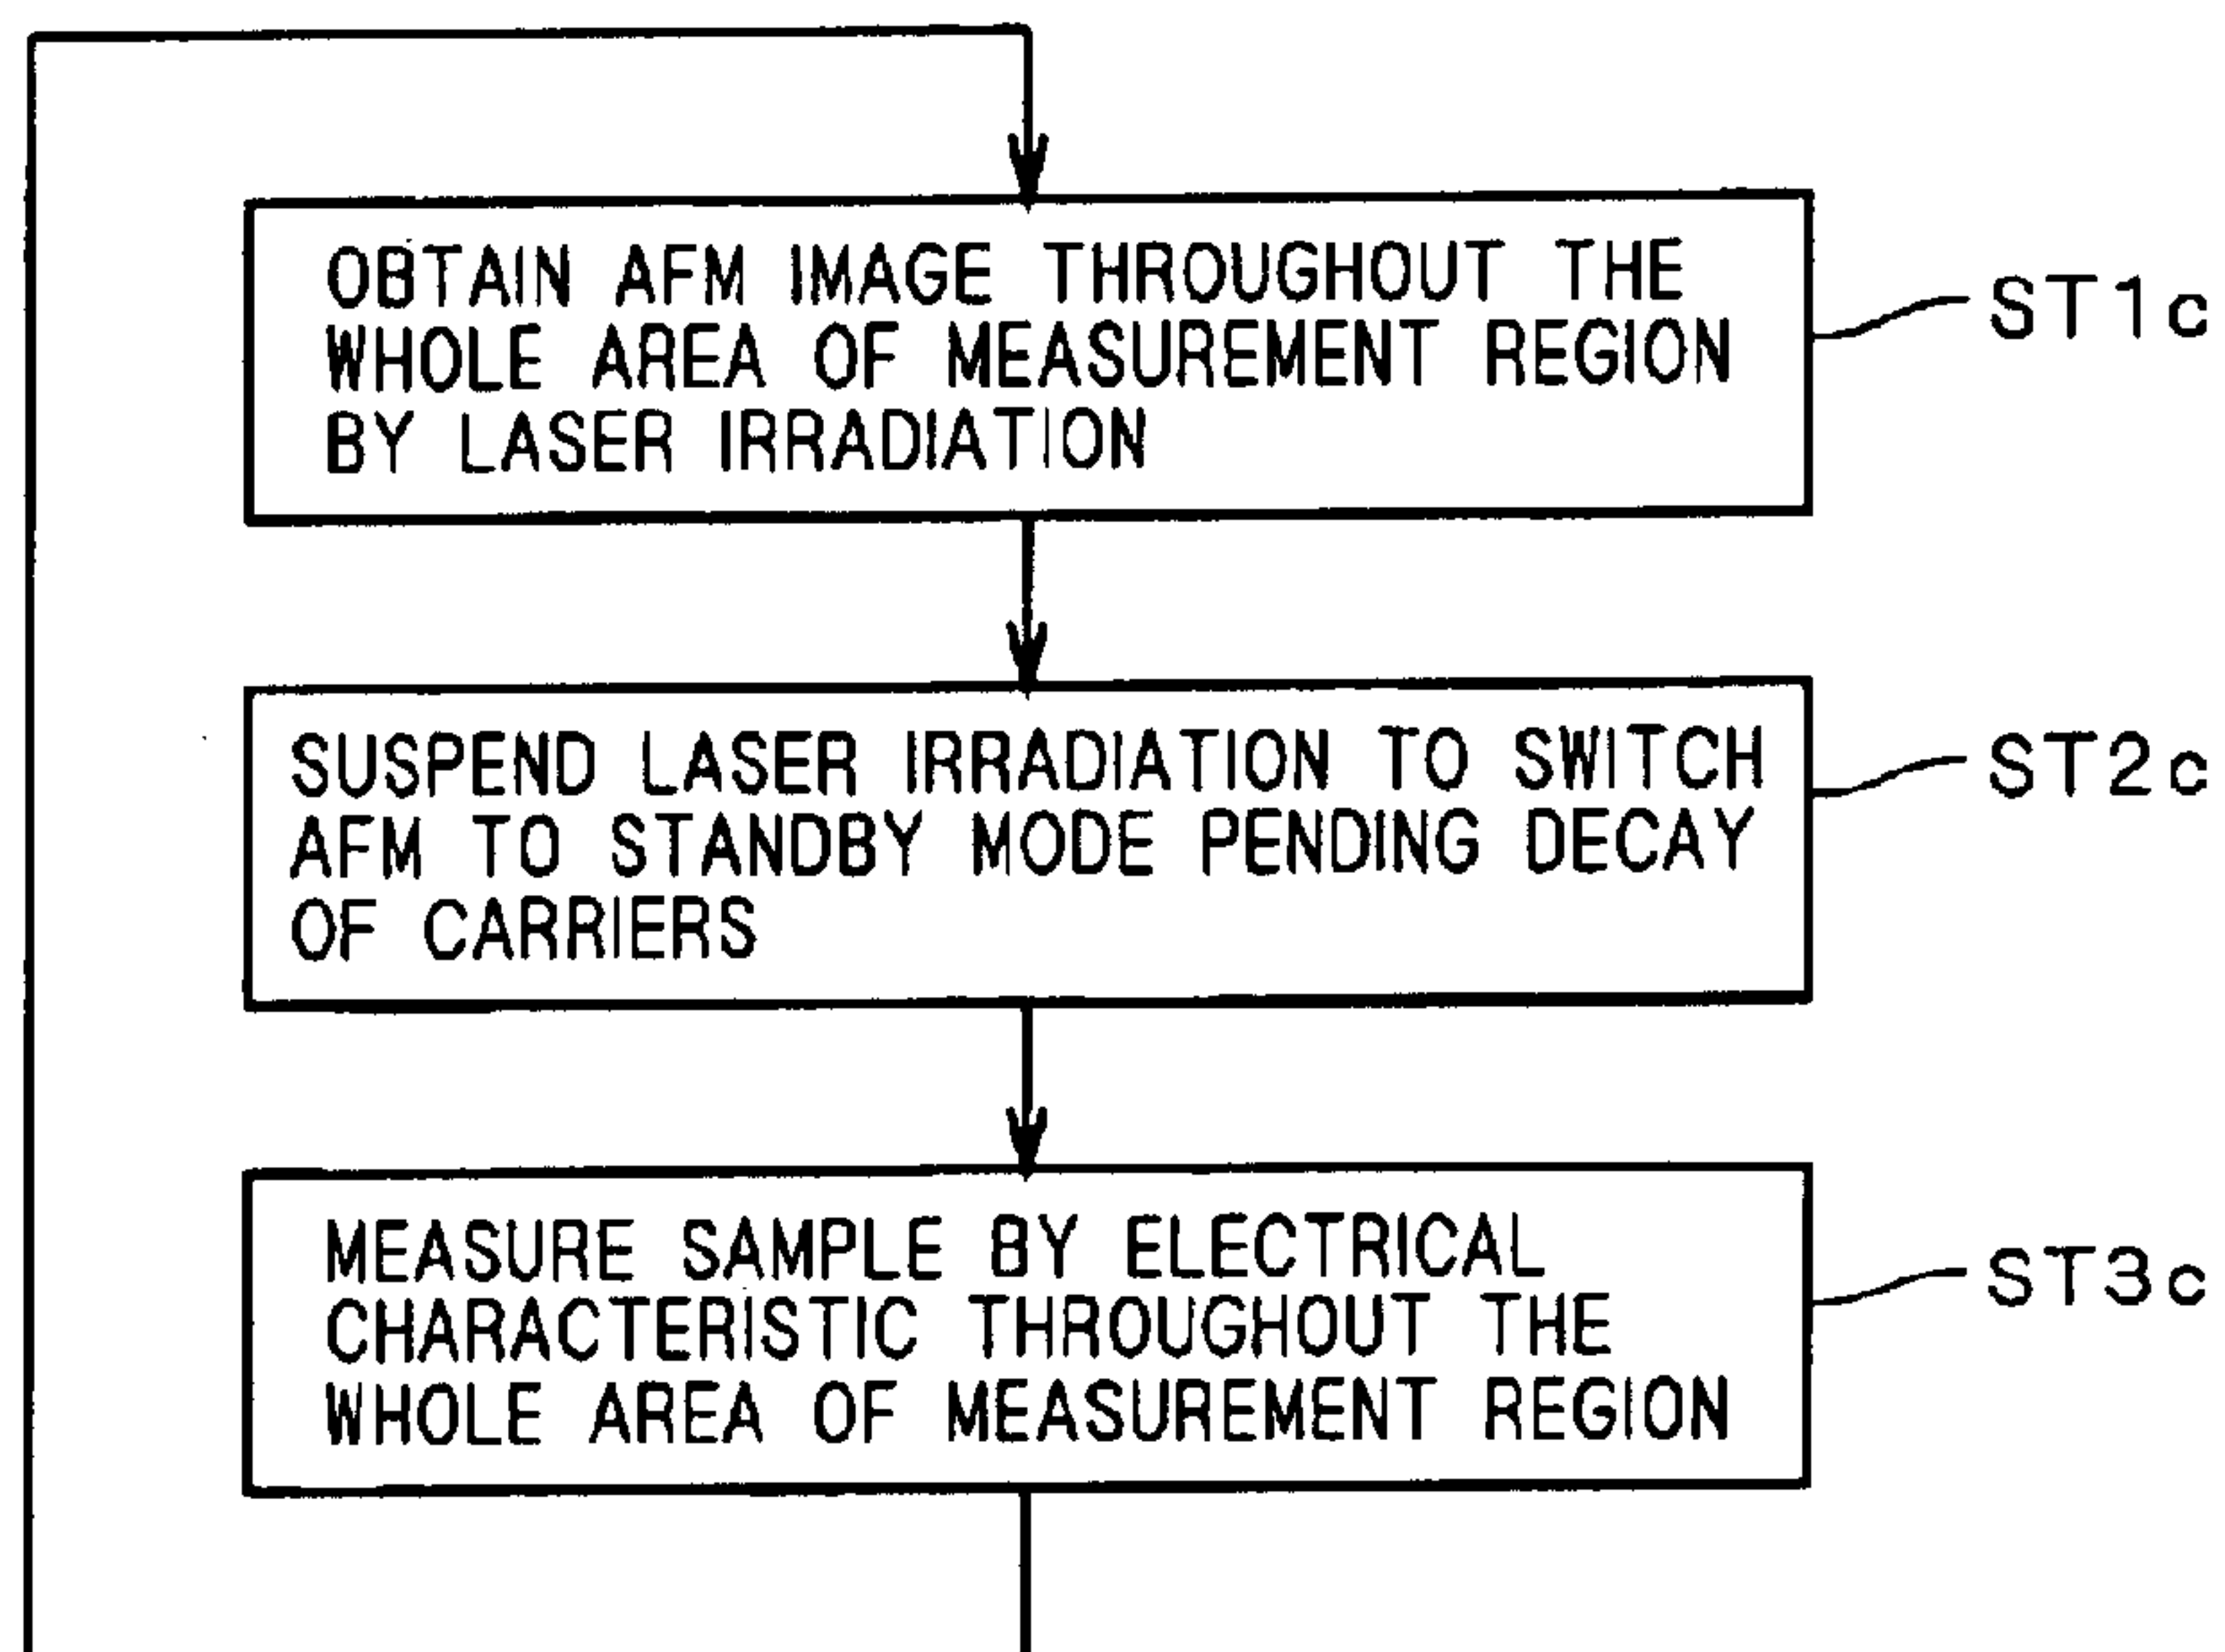 OBTAIN AFM IMAGE THROUGHOUT THE
WHOLE AREA OF MEASUREMENT REGION
BY LASER IRRADIATION
ST1c
SUSPEND LASER IRRADIATION TO SWITCH
AFM TO STANDBY MODE PENDING DECAY
OF CARRIERS
ST2c
MEASURE SAMPLE BY ELECTRICAL
CHARACTERISTIC THROUGHOUT THE
WHOLE AREA OF MEASUREMENT REGION
ST3c